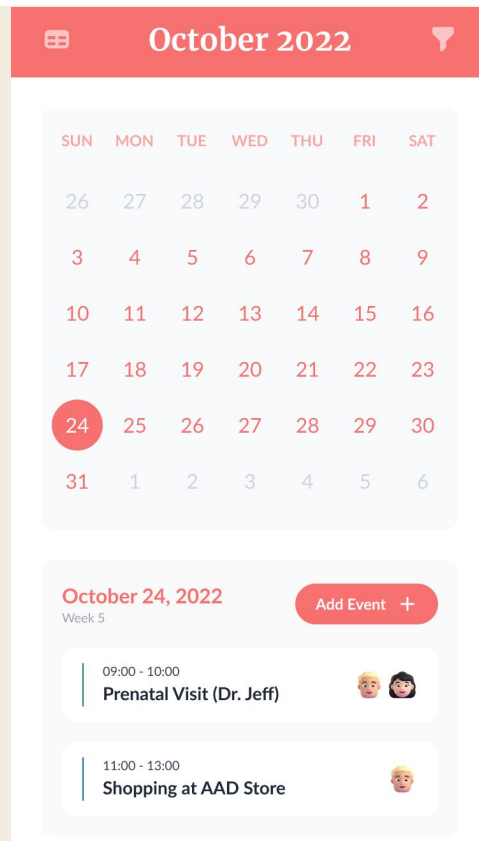 October 2022
SUN MON TUE WED THU FRI SAT
26 27 28 29 30 1 2
3 4 5 6 7 8 9
10 11 12 13 14 15 16
17 18 19 20 21 22 23
24 25 26 27 28 29 30
31 1 2 3 4 5 6
October 24, 2022
Week 5
Add Event +
09:00 - 10:00
Prenatal Visit (Dr. Jeff)
11:00 - 13:00
Shopping at AAD Store